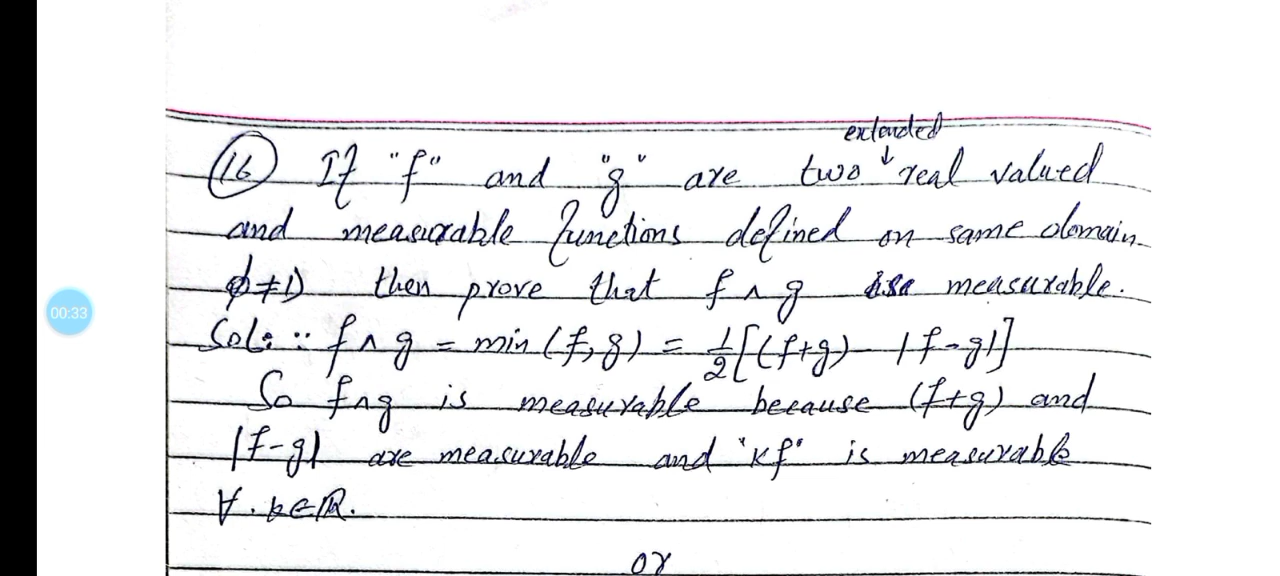 00:33
extended
(16) If "f" and "g" are two ↓ real valued
and measurable functions defined on same domain
ϕ≠D then prove that f ∧ g is measurable.
Sol: ∵ f ∧ g = min (f, g) = 1/2 [(f+g) - |f-g|]
So f∧g is measurable because (f+g) and
|f-g| are measurable and "kf" is measurable
∀ . k∈ℝ.
or